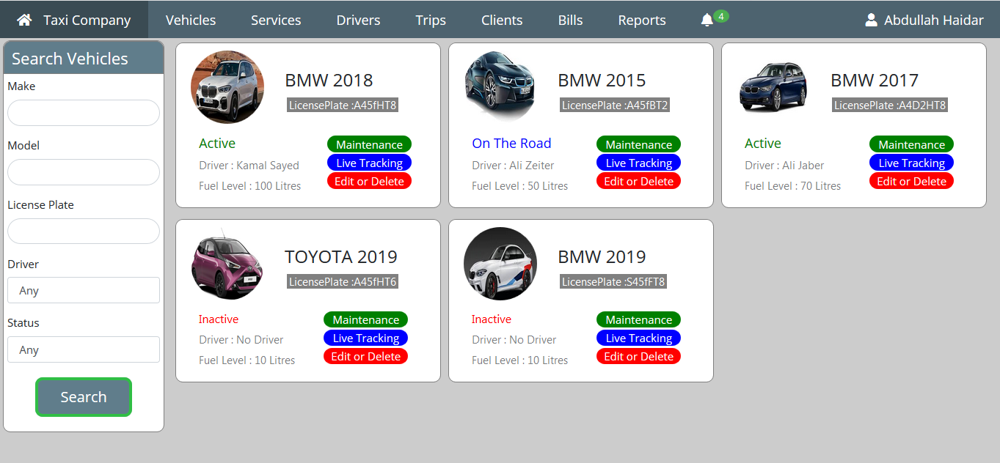 Taxi Company Vehicles Services Drivers Trips Clients Bills Reports 4 Abdullah Haidar
Search Vehicles
Make
Model
License Plate
Driver
Any
Status
Any
Search
BMW 2018
LicensePlate :A45fHT8
Active
Maintenance
Driver : Kamal Sayed
Live Tracking
Fuel Level : 100 Litres
Edit or Delete
BMW 2015
LicensePlate :A45fBT2
On The Road
Maintenance
Driver : Ali Zeiter
Live Tracking
Fuel Level : 50 Litres
Edit or Delete
BMW 2017
LicensePlate :A4D2HT8
Active
Maintenance
Driver : Ali Jaber
Live Tracking
Fuel Level : 70 Litres
Edit or Delete
TOYOTA 2019
LicensePlate :A45fHT6
Inactive
Maintenance
Driver : No Driver
Live Tracking
Fuel Level : 10 Litres
Edit or Delete
BMW 2019
LicensePlate :S45fFT8
Inactive
Maintenance
Driver : No Driver
Live Tracking
Fuel Level : 10 Litres
Edit or Delete